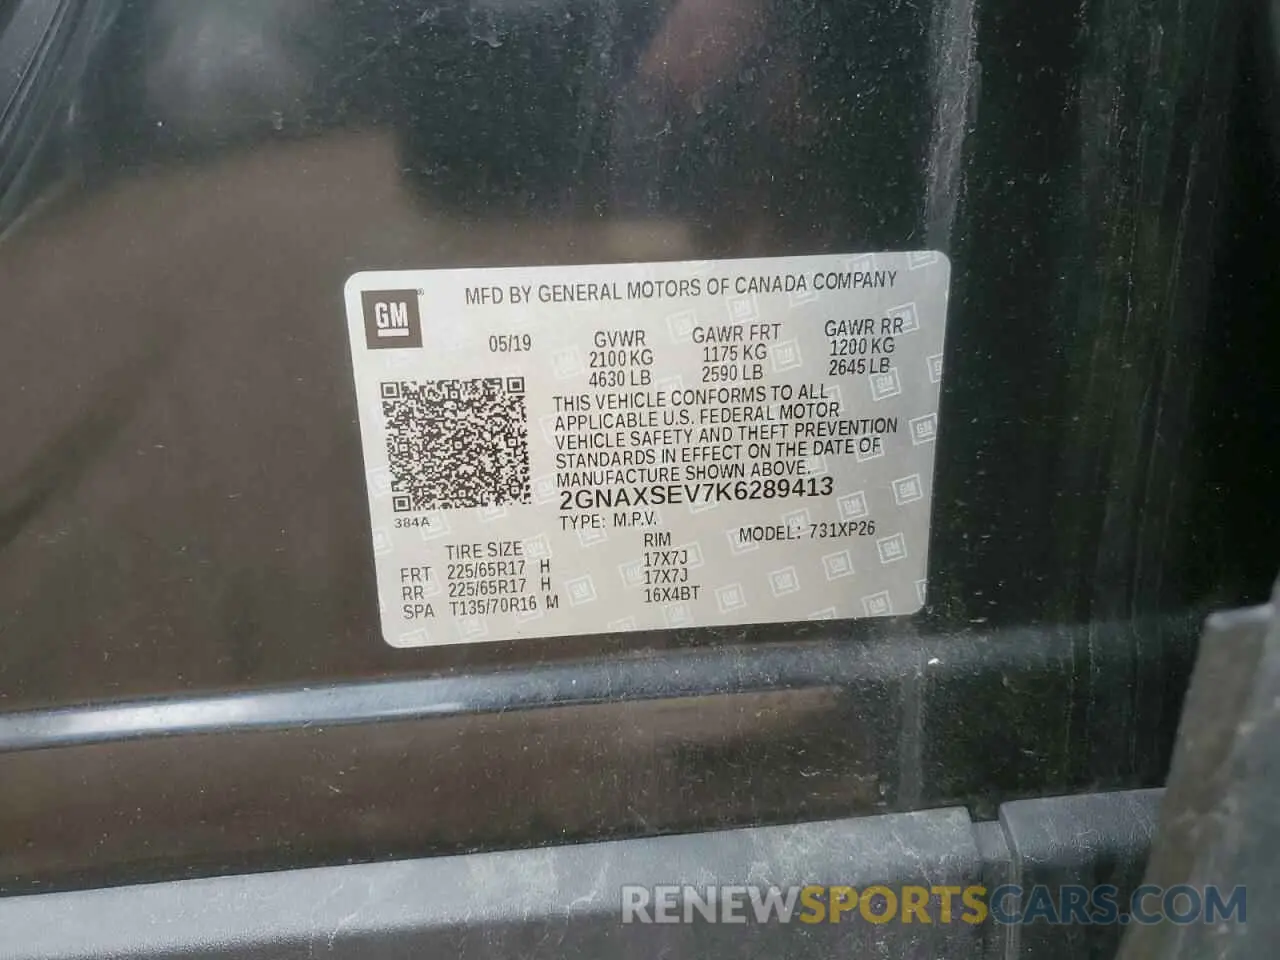 MFD BY GENERAL MOTORS OF CANADA COMPANY
GM
05/19
GVWR GAWR FRT GAWR RR
2100 KG 1175 KG 1200 KG
4630 LB 2590 LB 2645 LB
THIS VEHICLE CONFORMS TO ALL
APPLICABLE U.S. FEDERAL MOTOR
VEHICLE SAFETY AND THEFT PREVENTION
STANDARDS IN EFFECT ON THE DATE OF
MANUFACTURE SHOWN ABOVE.
2GNAXSEV7K6289413
384A
TYPE: M.P.V.
MODEL: 731XP26
TIRE SIZE RIM
FRT 225/65R17 H 17X7J
RR 225/65R17 H 17X7J
SPA T135/70R16 M 16X4BT
RENEWSPORTSCARS.COM